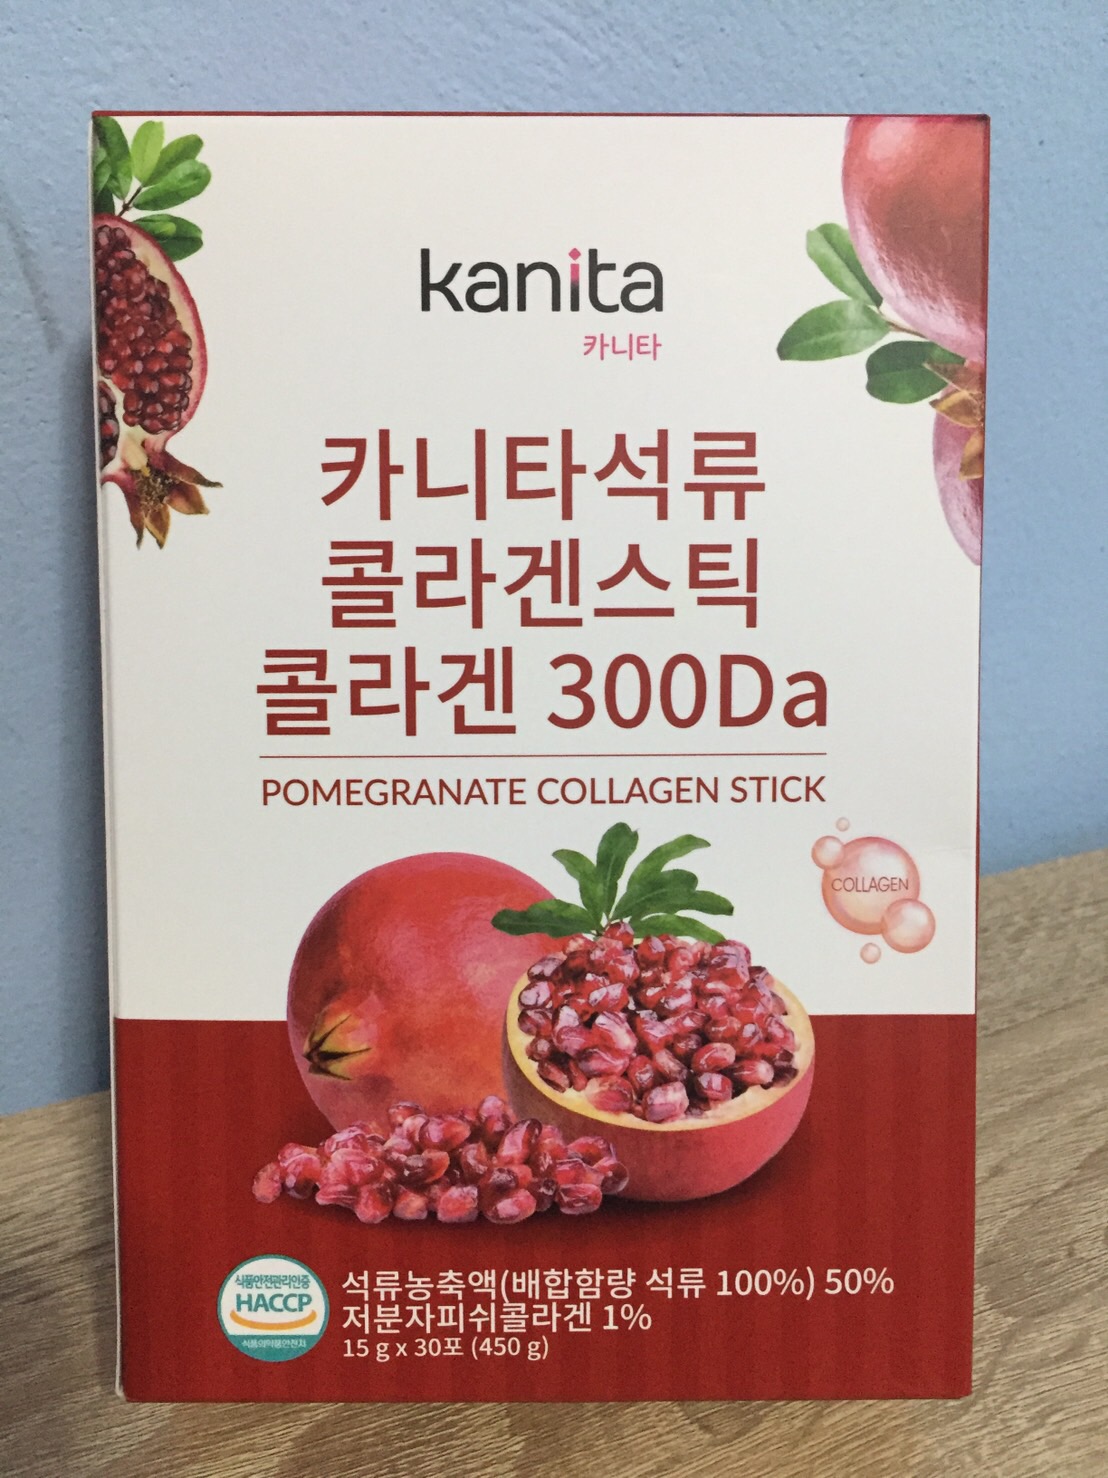 kanita
카니타
카니타석류
콜라겐스틱
콜라겐 300Da
POMEGRANATE COLLAGEN STICK
COLLAGEN
식품안전관리인증
HACCP
식품의약품안전처
석류농축액(배합함량 석류 100%) 50%
저분자피쉬콜라겐 1%
15 g x 30포 (450 g)